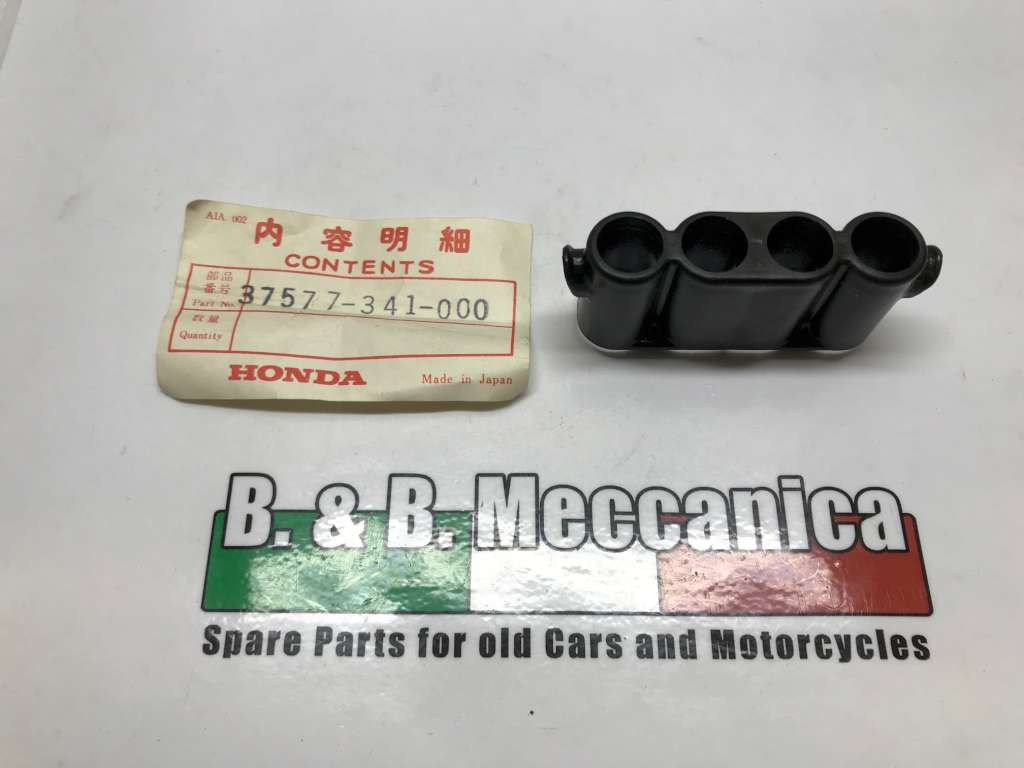 AIA 002
内容明細
CONTENTS
部品
番号
Part No. 37577-341-000
数量
Quantity
HONDA Made in Japan
B. & B. Meccanica
Spare Parts for old Cars and Motorcycles